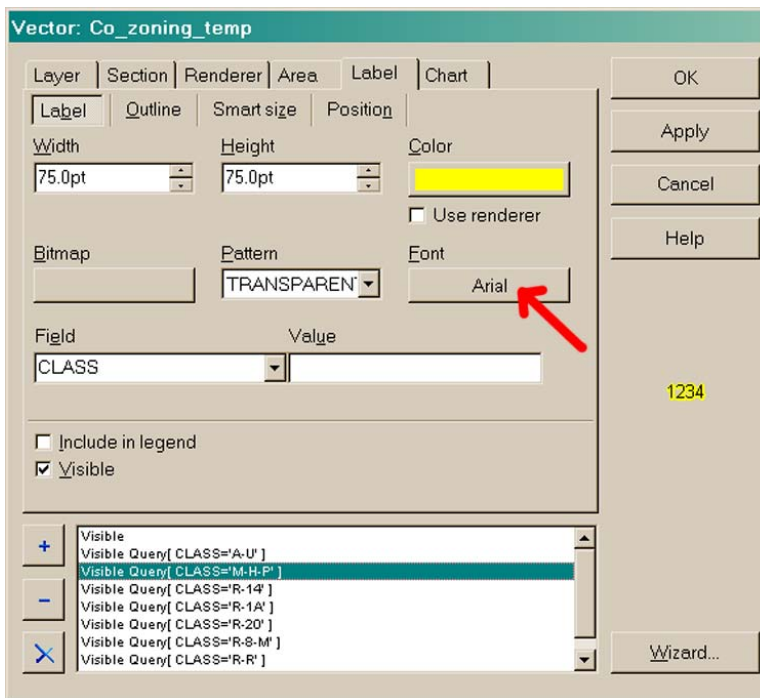 Vector: Co_zoning_temp
Layer Section Renderer Area Label Chart
Label Outline Smart size Position
Width Height Color
75.0pt 75.0pt
Use renderer
Bitmap Pattern Font
TRANSPARENT Arial
Field Value
CLASS
Include in legend
Visible
OK
Apply
Cancel
Help
1234
+
Visible
Visible Query[ CLASS='A-U' ]
Visible Query[ CLASS='M-H-P' ]
-
Visible Query[ CLASS='R-14' ]
Visible Query[ CLASS='R-1A' ]
Visible Query[ CLASS='R-20' ]
Visible Query[ CLASS='R-8-M' ]
Visible Query[ CLASS='R-R' ]
Wizard...